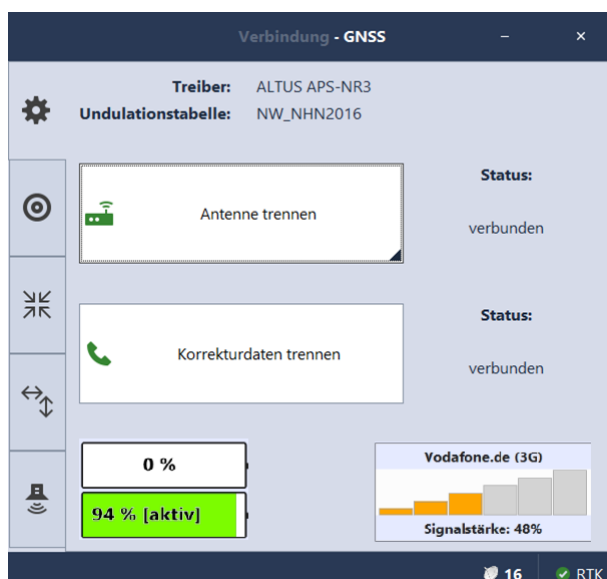 Verbindung - GNSS
Treiber: ALTUS APS-NR3
Undulationstabelle: NW_NHN2016
Antenne trennen
Status:
verbunden
Korrekturdaten trennen
Status:
verbunden
0 %
94 % [aktiv]
Vodafone.de (3G)
Signalstärke: 48%
16 RTK